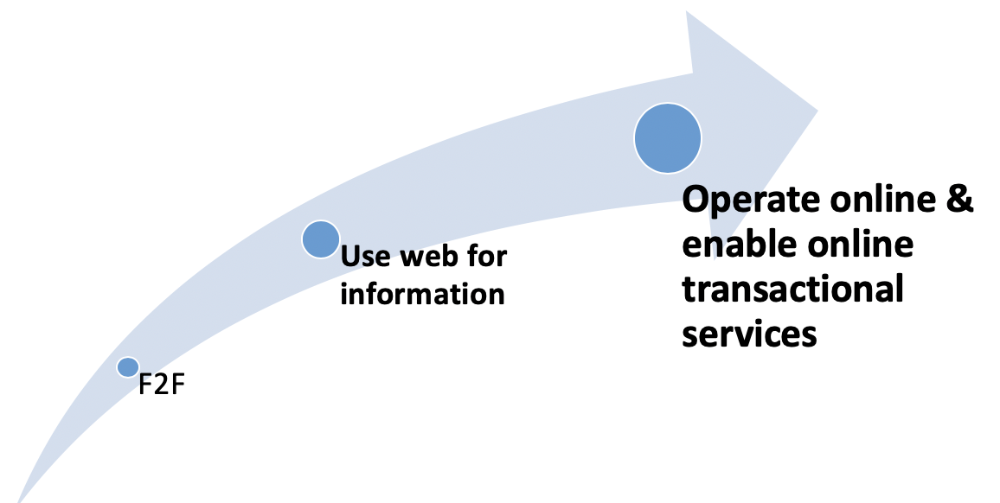 Operate online &
enable online
transactional
services
Use web for
information
F2F